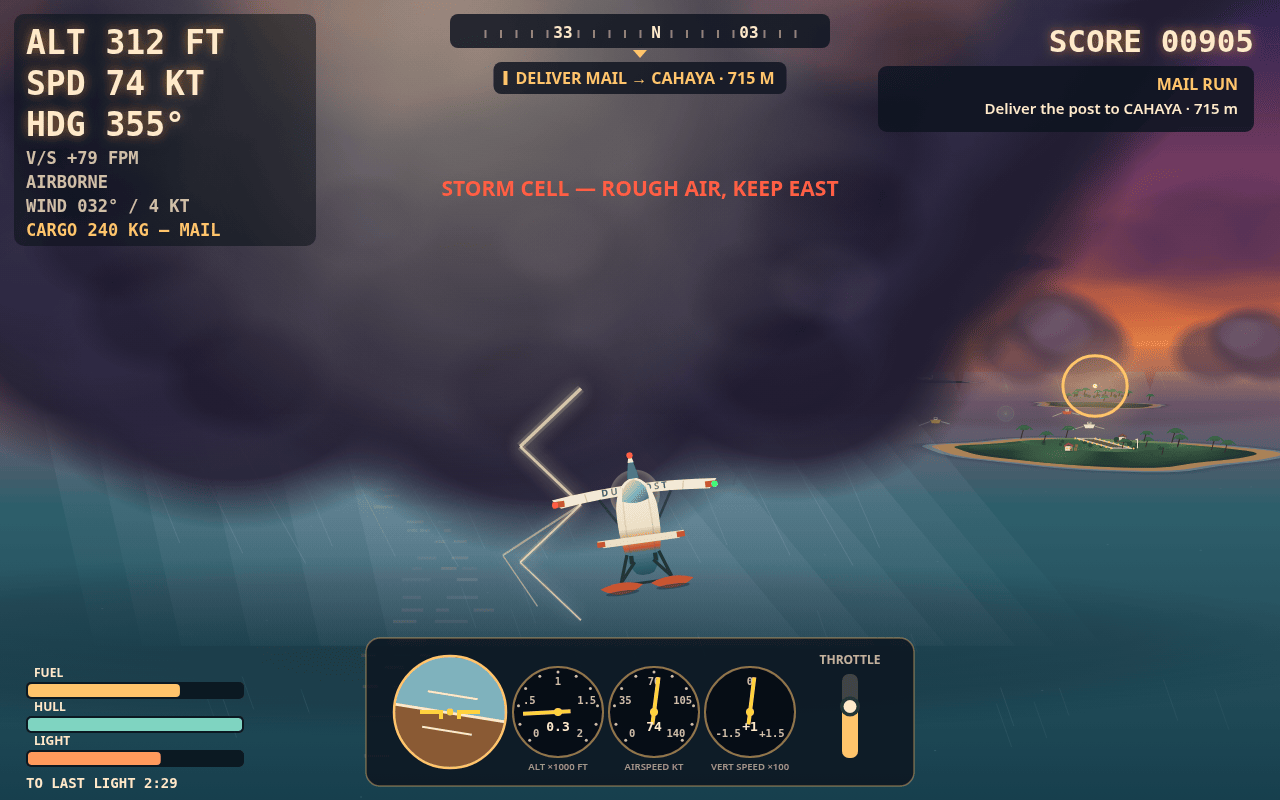 ALT 312 FT
SPD 74 KT
HDG 355°
V/S +79 FPM
AIRBORNE
WIND 032° / 4 KT
CARGO 240 KG — MAIL
33 N 03
DELIVER MAIL → CAHAYA · 715 M
SCORE 00905
MAIL RUN
Deliver the post to CAHAYA · 715 m
STORM CELL — ROUGH AIR, KEEP EAST
FUEL
HULL
LIGHT
TO LAST LIGHT 2:29
1
.5 1.5
0.3
0 2
ALT ×1000 FT
70
35 105
74
0 140
AIRSPEED KT
0
+1
-1.5 +1.5
VERT SPEED ×100
THROTTLE